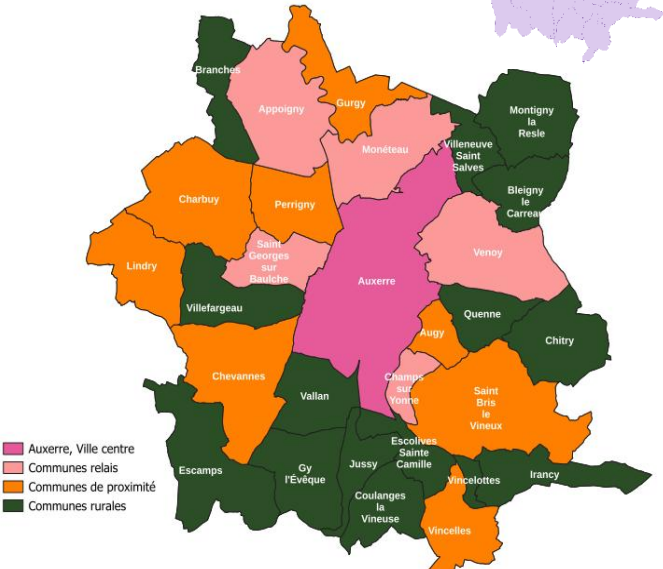 Branches
Appoigny
Gurgy
Montigny
la
Resle
Monéteau
Villeneuve
Saint
Salves
Bleigny
le
Carreau
Charbuy
Perrigny
Saint
Georges
sur
Baulche
Venoy
Lindry
Auxerre
Villefargeau
Quenne
Augy
Chitry
Chevannes
Champs
sur
Yonne
Vallan
Saint
Bris
le
Vineux
Auxerre, Ville centre
Communes relais
Communes de proximité
Communes rurales
Escamps
Gy
l'Évêque
Jussy
Escolives
Sainte
Camille
Coulanges
la
Vineuse
Vincelottes
Irancy
Vincelles